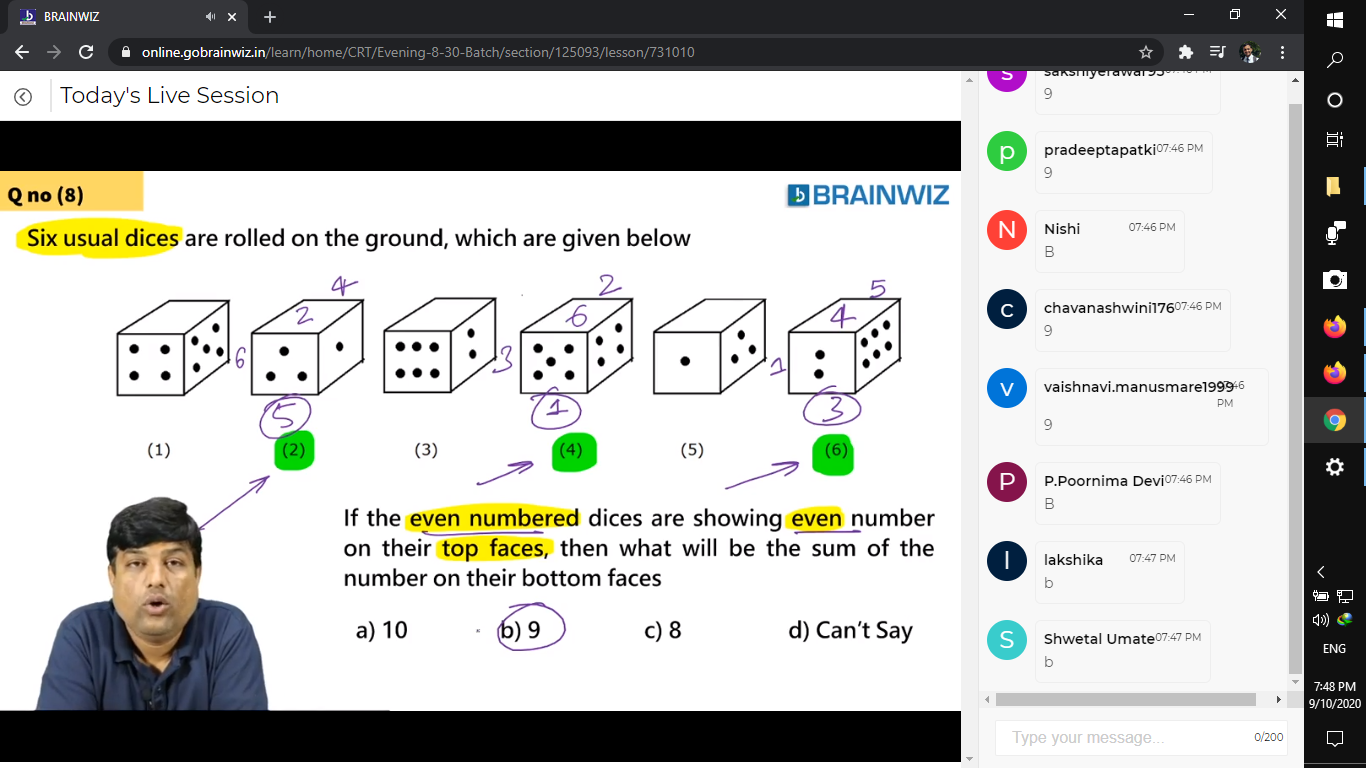 BRAINWIZ
online.gobrainwiz.in/learn/home/CRT/Evening-8-30-Batch/section/125093/lesson/731010
Today's Live Session
Q no (8)
BRAINWIZ
Six usual dices are rolled on the ground, which are given below
4 2 5
2 6 4
6 3 1
5 1 3
(1) (2) (3) (4) (5) (6)
If the even numbered dices are showing even number
on their top faces, then what will be the sum of the
number on their bottom faces
a) 10 b) 9 c) 8 d) Can't Say
9
pradeeptapatki 07:46 PM
9
Nishi 07:46 PM
B
chavanashwini176 07:46 PM
9
vaishnavi.manusmare1999 07:46
PM
9
P.Poornima Devi 07:46 PM
B
lakshika 07:47 PM
b
Shwetal Umate 07:47 PM
b
Type your message... 0/200
ENG
7:48 PM
9/10/2020